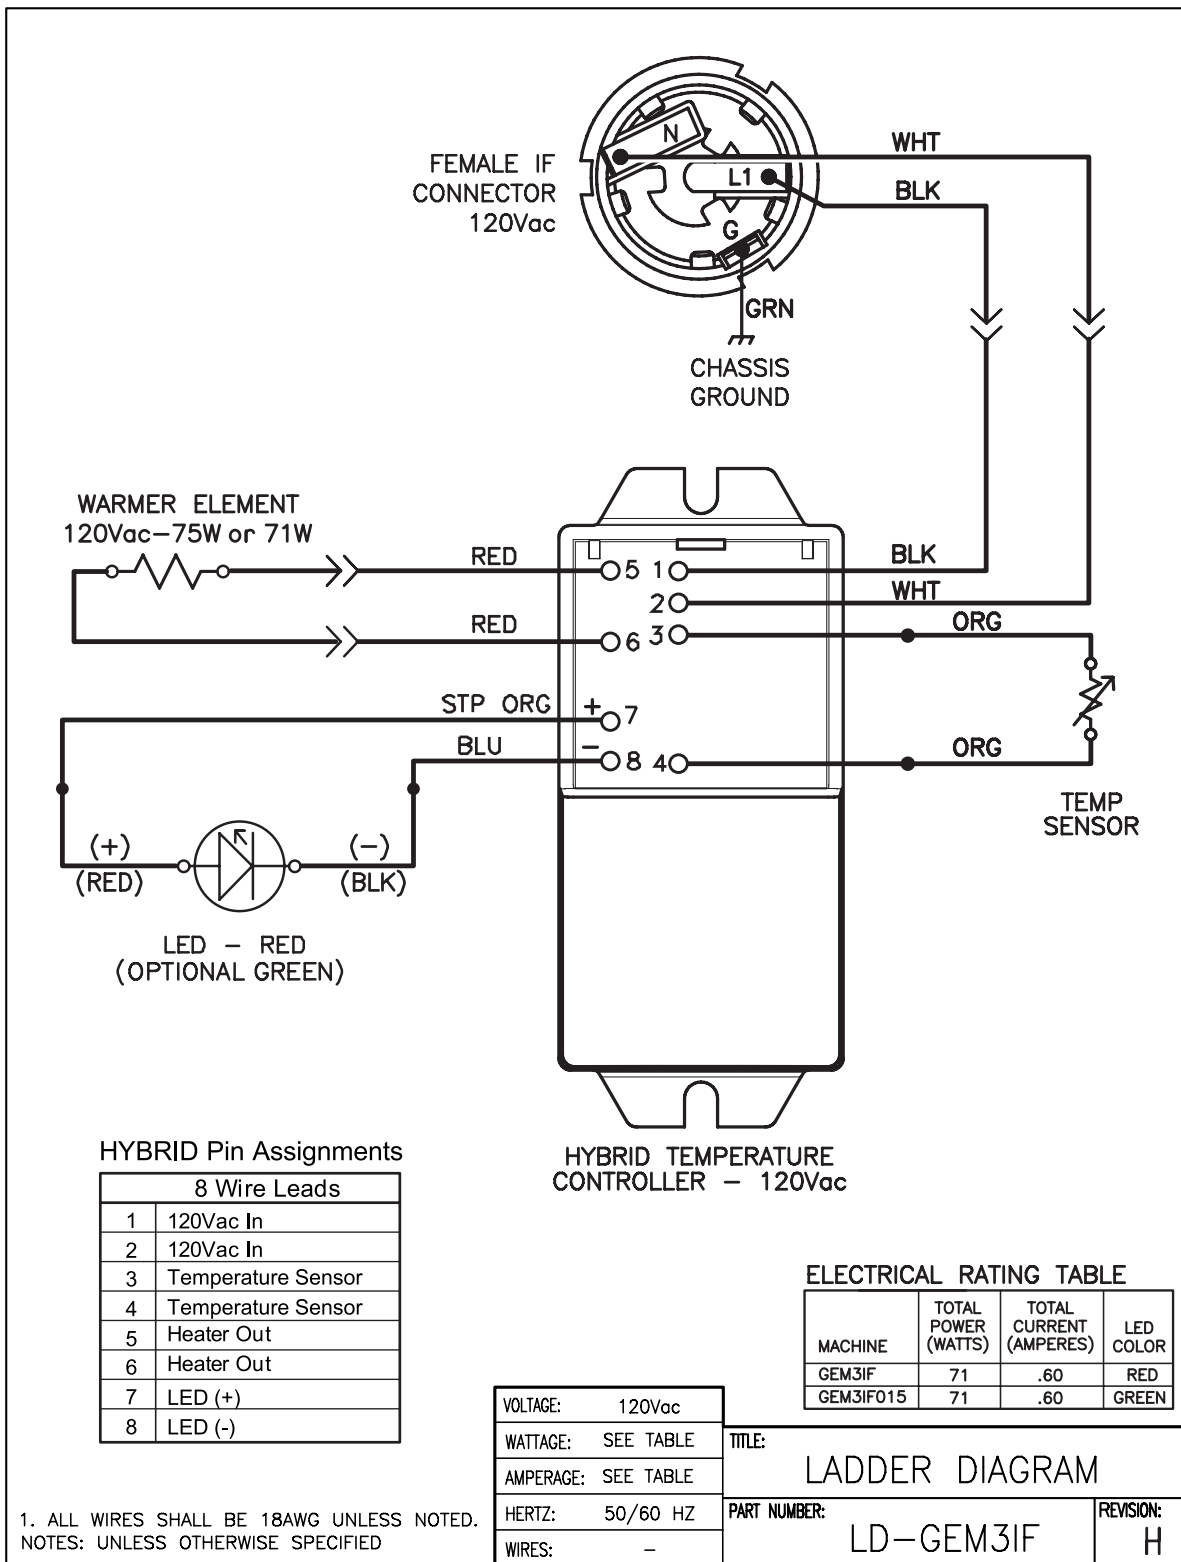 N
WHT
FEMALE IF
CONNECTOR
120Vac
L1
BLK
G
GRN
CHASSIS
GROUND
WARMER ELEMENT
120Vac-75W or 71W
RED
5 1
BLK
2
WHT
RED
6 3
ORG
STP ORG
+
7
BLU
-
8 4
ORG
TEMP
SENSOR
(+)
(RED)
(-)
(BLK)
LED - RED
(OPTIONAL GREEN)
HYBRID TEMPERATURE
CONTROLLER - 120Vac
HYBRID Pin Assignments
8 Wire Leads
1 120Vac In
2 120Vac In
3 Temperature Sensor
4 Temperature Sensor
5 Heater Out
6 Heater Out
7 LED (+)
8 LED (-)
ELECTRICAL RATING TABLE
MACHINE TOTAL POWER (WATTS) TOTAL CURRENT (AMPERES) LED COLOR
GEM3IF 71 .60 RED
GEM3IF015 71 .60 GREEN
VOLTAGE: 120Vac
WATTAGE: SEE TABLE
AMPERAGE: SEE TABLE
HERTZ: 50/60 HZ
WIRES: -
TITLE:
LADDER DIAGRAM
PART NUMBER:
LD-GEM3IF
REVISION:
H
1. ALL WIRES SHALL BE 18AWG UNLESS NOTED.
NOTES: UNLESS OTHERWISE SPECIFIED